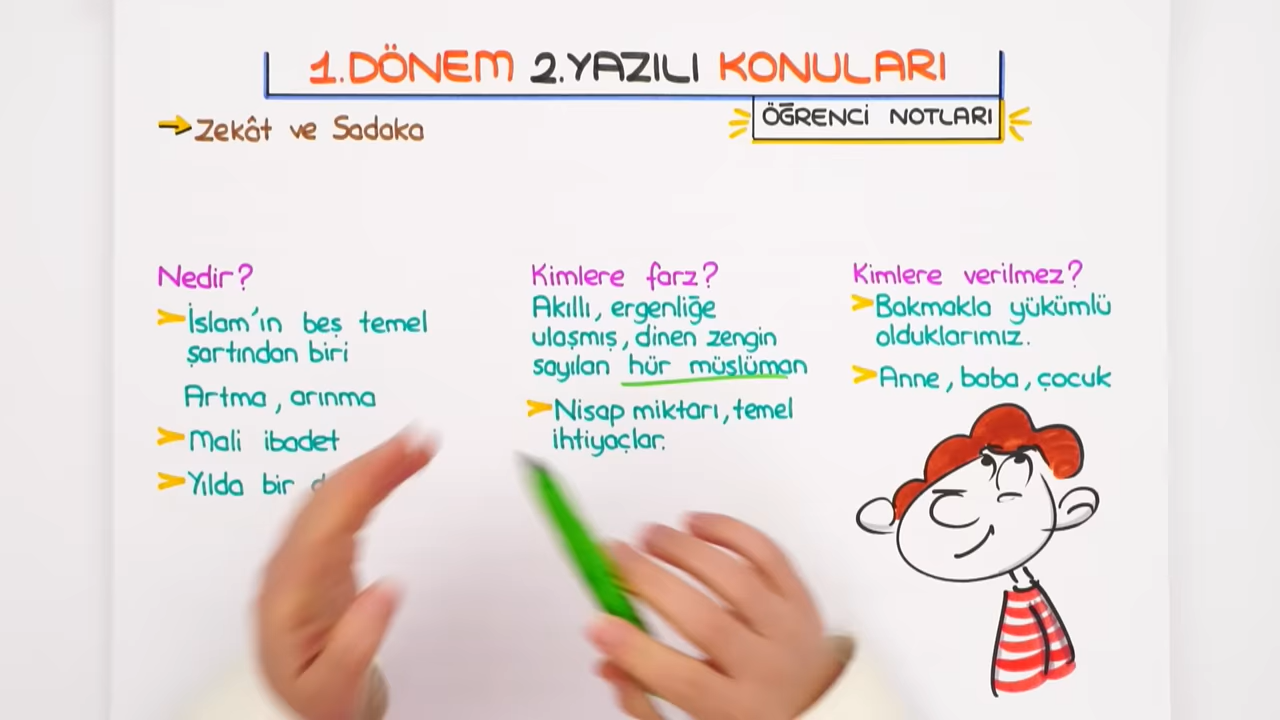 1.DÖNEM 2.YAZILI KONULARI
ÖĞRENCİ NOTLARI
Zekât ve Sadaka
Nedir?
İslam'ın beş temel
şartından biri
Artma, arınma
Mali ibadet
Yılda bir
Kimlere farz?
Akıllı, ergenliğe
ulaşmış, dinen zengin
sayılan hür müslüman
Nisap miktarı, temel
ihtiyaçlar.
Kimlere verilmez?
Bakmakla yükümlü
olduklarımız.
Anne, baba, çocuk